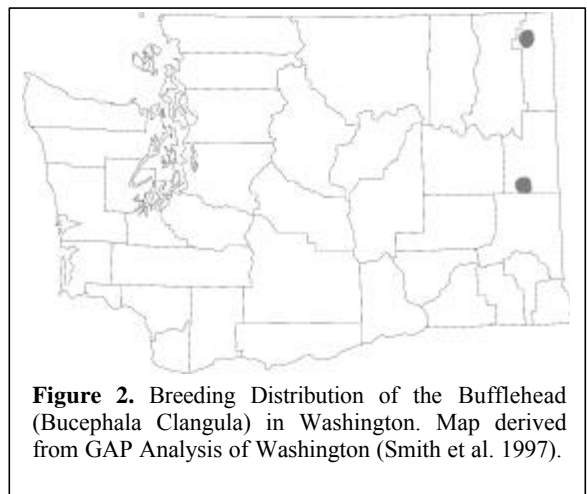 Figure 2. Breeding Distribution of the Bufflehead
(Bucephala Clangula) in Washington. Map derived
from GAP Analysis of Washington (Smith et al. 1997).